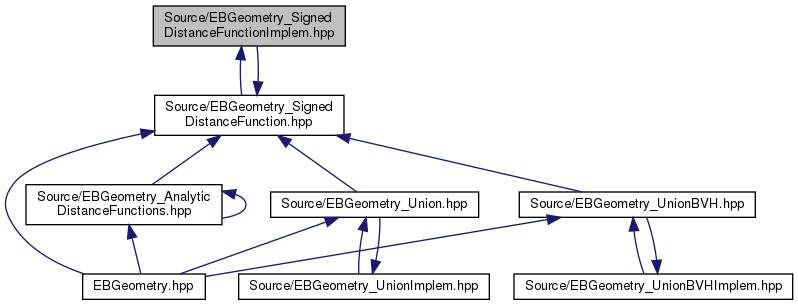 Source/EBGeometry_Signed
DistanceFunctionImplem.hpp
Source/EBGeometry_Signed
DistanceFunction.hpp
Source/EBGeometry_Analytic
DistanceFunctions.hpp
Source/EBGeometry_Union.hpp
Source/EBGeometry_UnionBVH.hpp
EBGeometry.hpp
Source/EBGeometry_UnionImplem.hpp
Source/EBGeometry_UnionBVHImplem.hpp